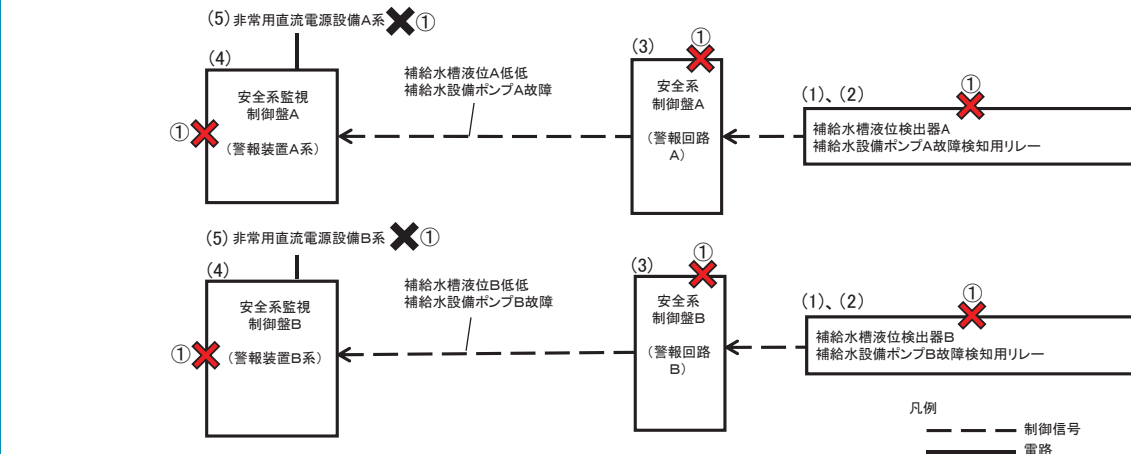 (5) 非常用直流電源設備A系 ①
(4)
安全系監視
制御盤A
(警報装置A系)
①
補給水槽液位A低低
補給水設備ポンプA故障
(3)
①
安全系
制御盤A
(警報回路
A)
(1)、(2)
①
補給水槽液位検出器A
補給水設備ポンプA故障検知用リレー
(5) 非常用直流電源設備B系 ①
(4)
安全系監視
制御盤B
(警報装置B系)
①
補給水槽液位B低低
補給水設備ポンプB故障
(3)
①
安全系
制御盤B
(警報回路
B)
(1)、(2)
①
補給水槽液位検出器B
補給水設備ポンプB故障検知用リレー
凡例
制御信号
電路